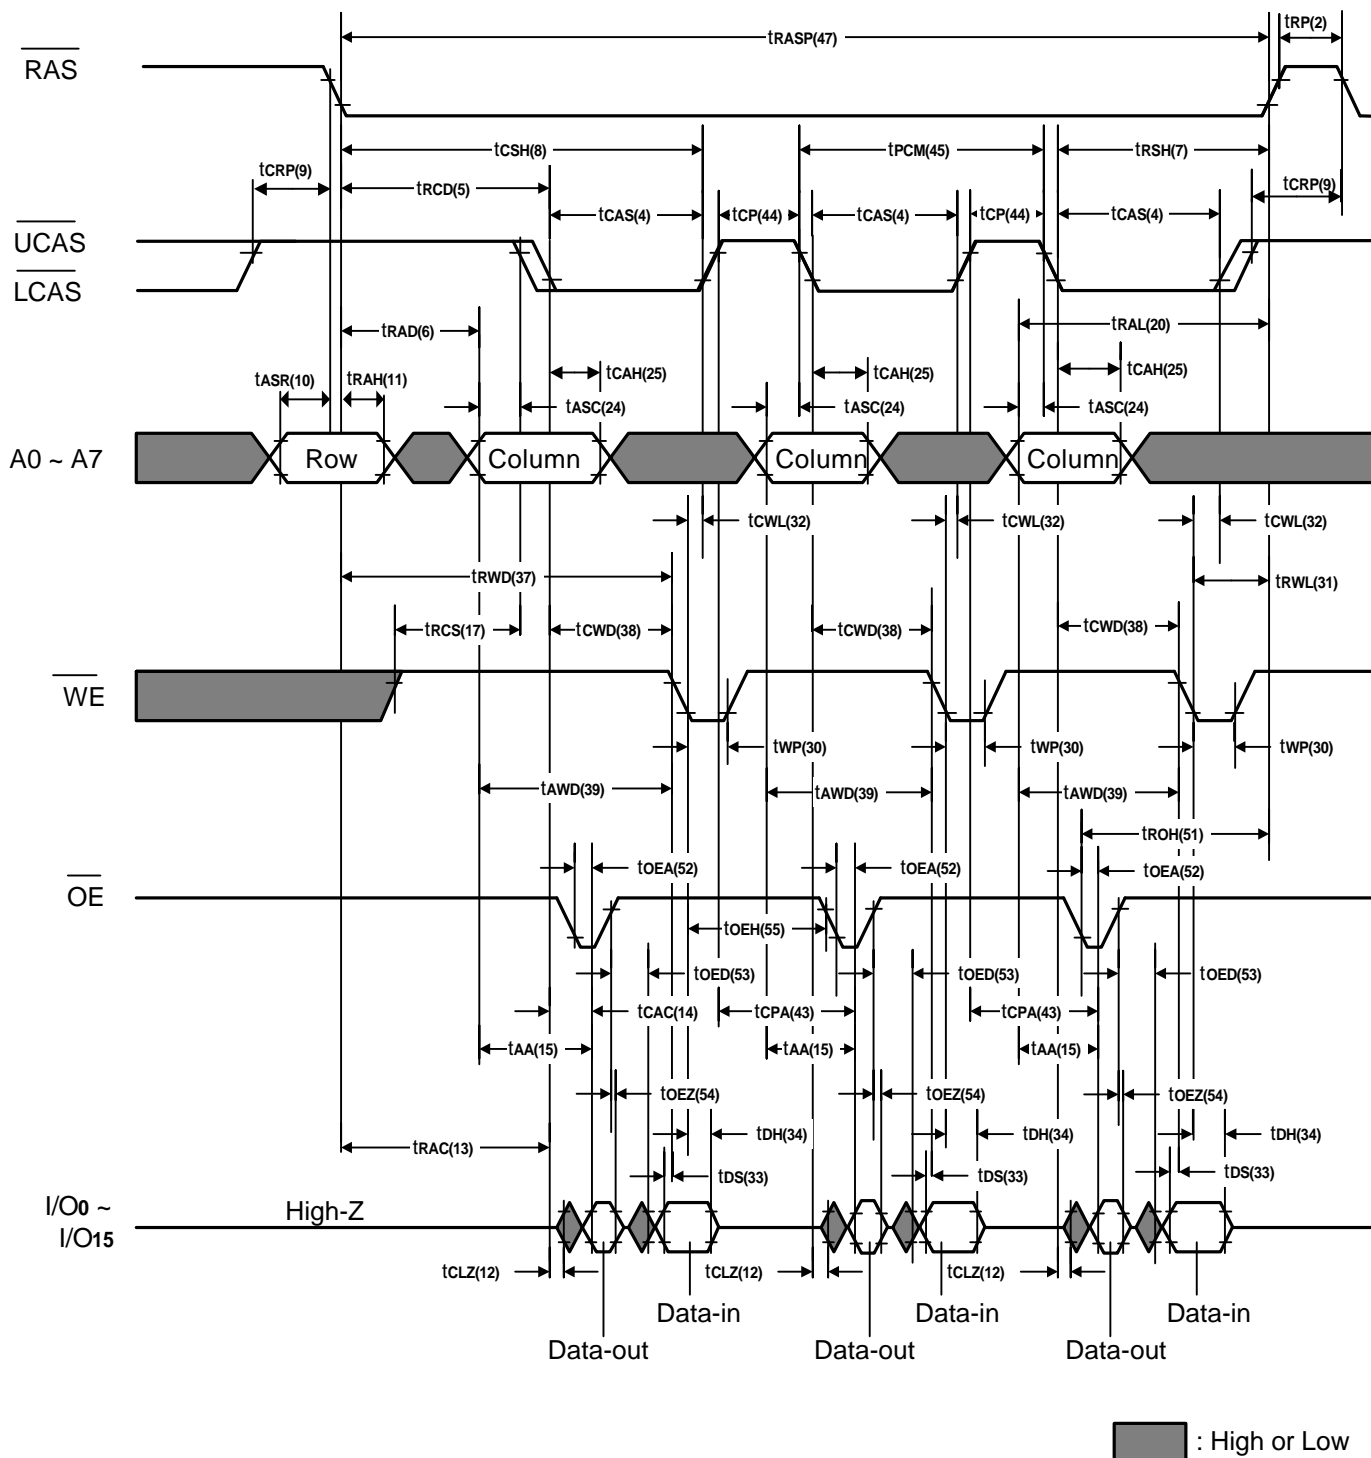 tRASP(47) tRP(2)
RAS
tCSH(8) tPCM(45) tRSH(7)
tCRP(9) tRCD(5) tCRP(9)
tCAS(4) tCP(44) tCAS(4) tCP(44) tCAS(4)
UCAS
LCAS
tRAD(6) tRAL(20)
tASR(10) tRAH(11) tCAH(25) tCAH(25) tCAH(25)
tASC(24) tASC(24) tASC(24)
A0 ~ A7 Row Column Column Column
tCWL(32) tCWL(32) tCWL(32)
tRWD(37) tRWL(31)
tRCS(17) tCWD(38) tCWD(38) tCWD(38)
WE
tWP(30) tWP(30) tWP(30)
tAWD(39) tAWD(39) tAWD(39)
tROH(51)
tOEA(52) tOEA(52) tOEA(52)
OE
tOEH(55)
tOED(53) tOED(53) tOED(53)
tCAC(14) tCPA(43) tCPA(43)
tAA(15) tAA(15) tAA(15)
tOEZ(54) tOEZ(54) tOEZ(54)
tRAC(13) tDH(34) tDH(34) tDH(34)
tDS(33) tDS(33) tDS(33)
I/O0 ~ High-Z
I/O15
tCLZ(12) tCLZ(12) tCLZ(12)
Data-in Data-in Data-in
Data-out Data-out Data-out
: High or Low